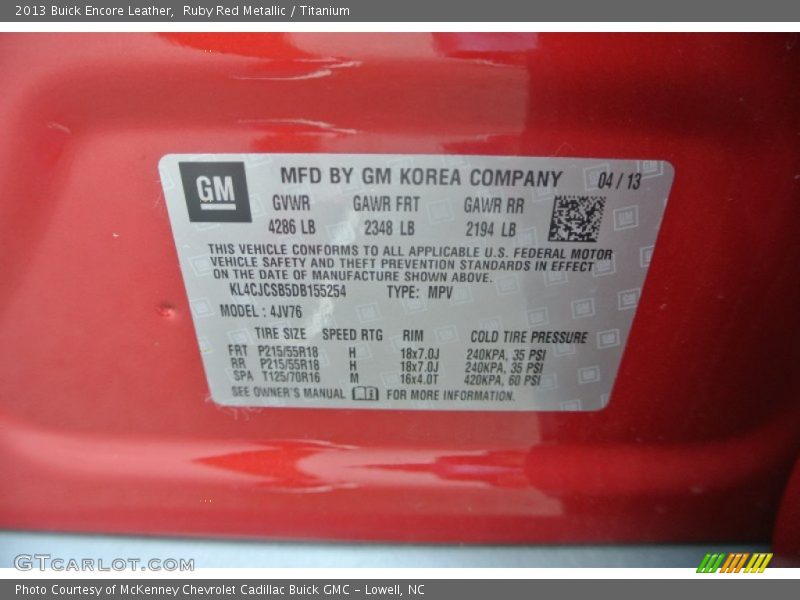 2013 Buick Encore Leather,  Ruby Red Metallic / Titanium
GM
MFD BY GM KOREA COMPANY 04 / 13
GVWR GAWR FRT GAWR RR
4286 LB 2348 LB 2194 LB
THIS VEHICLE CONFORMS TO ALL APPLICABLE U.S. FEDERAL MOTOR
VEHICLE SAFETY AND THEFT PREVENTION STANDARDS IN EFFECT
ON THE DATE OF MANUFACTURE SHOWN ABOVE.
KL4CJCSB5DB155254 TYPE: MPV
MODEL : 4JV76
TIRE SIZE SPEED RTG RIM COLD TIRE PRESSURE
FRT P215/55R18 H 18x7.0J 240KPA, 35 PSI
RR P215/55R18 H 18x7.0J 240KPA, 35 PSI
SPA T125/70R16 M 16x4.0T 420KPA, 60 PSI
SEE OWNER'S MANUAL FOR MORE INFORMATION.
GTCARLOT.COM
Photo Courtesy of McKenney Chevrolet Cadillac Buick GMC - Lowell, NC